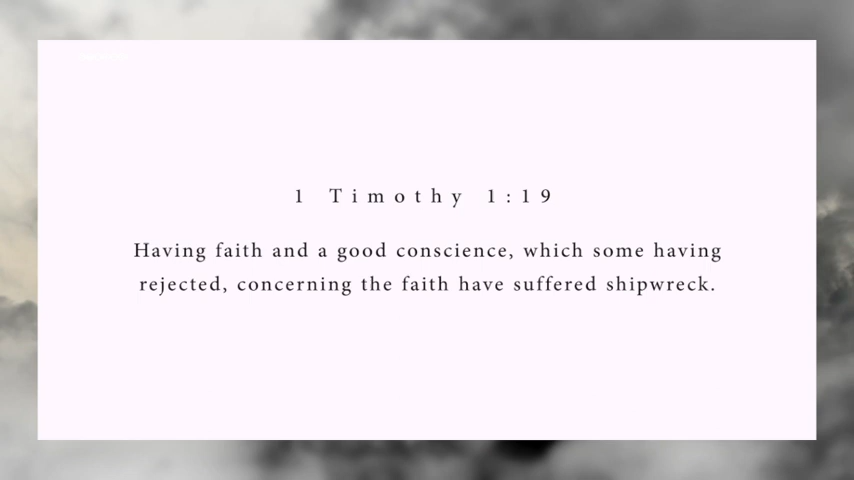 1 Timothy 1:19
Having faith and a good conscience, which some having
rejected, concerning the faith have suffered shipwreck.